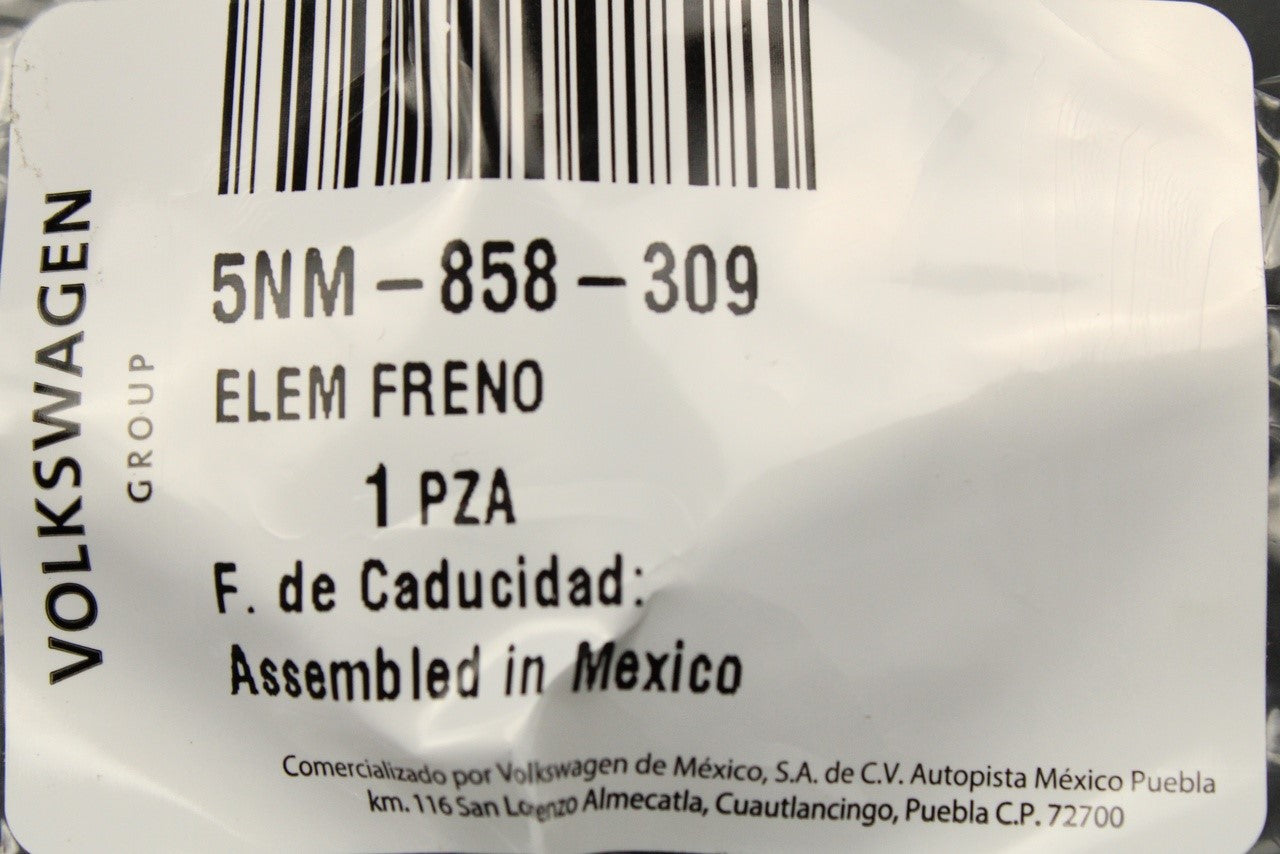 VOLKSWAGEN
GROUP
5NM-858-309
ELEM FRENO
1 PZA
F. de Caducidad:
Assembled in Mexico
Comercializado por Volkswagen de México, S.A. de C.V. Autopista México Puebla
km. 116 San Lorenzo Almecatla, Cuautlancingo, Puebla C.P. 72700